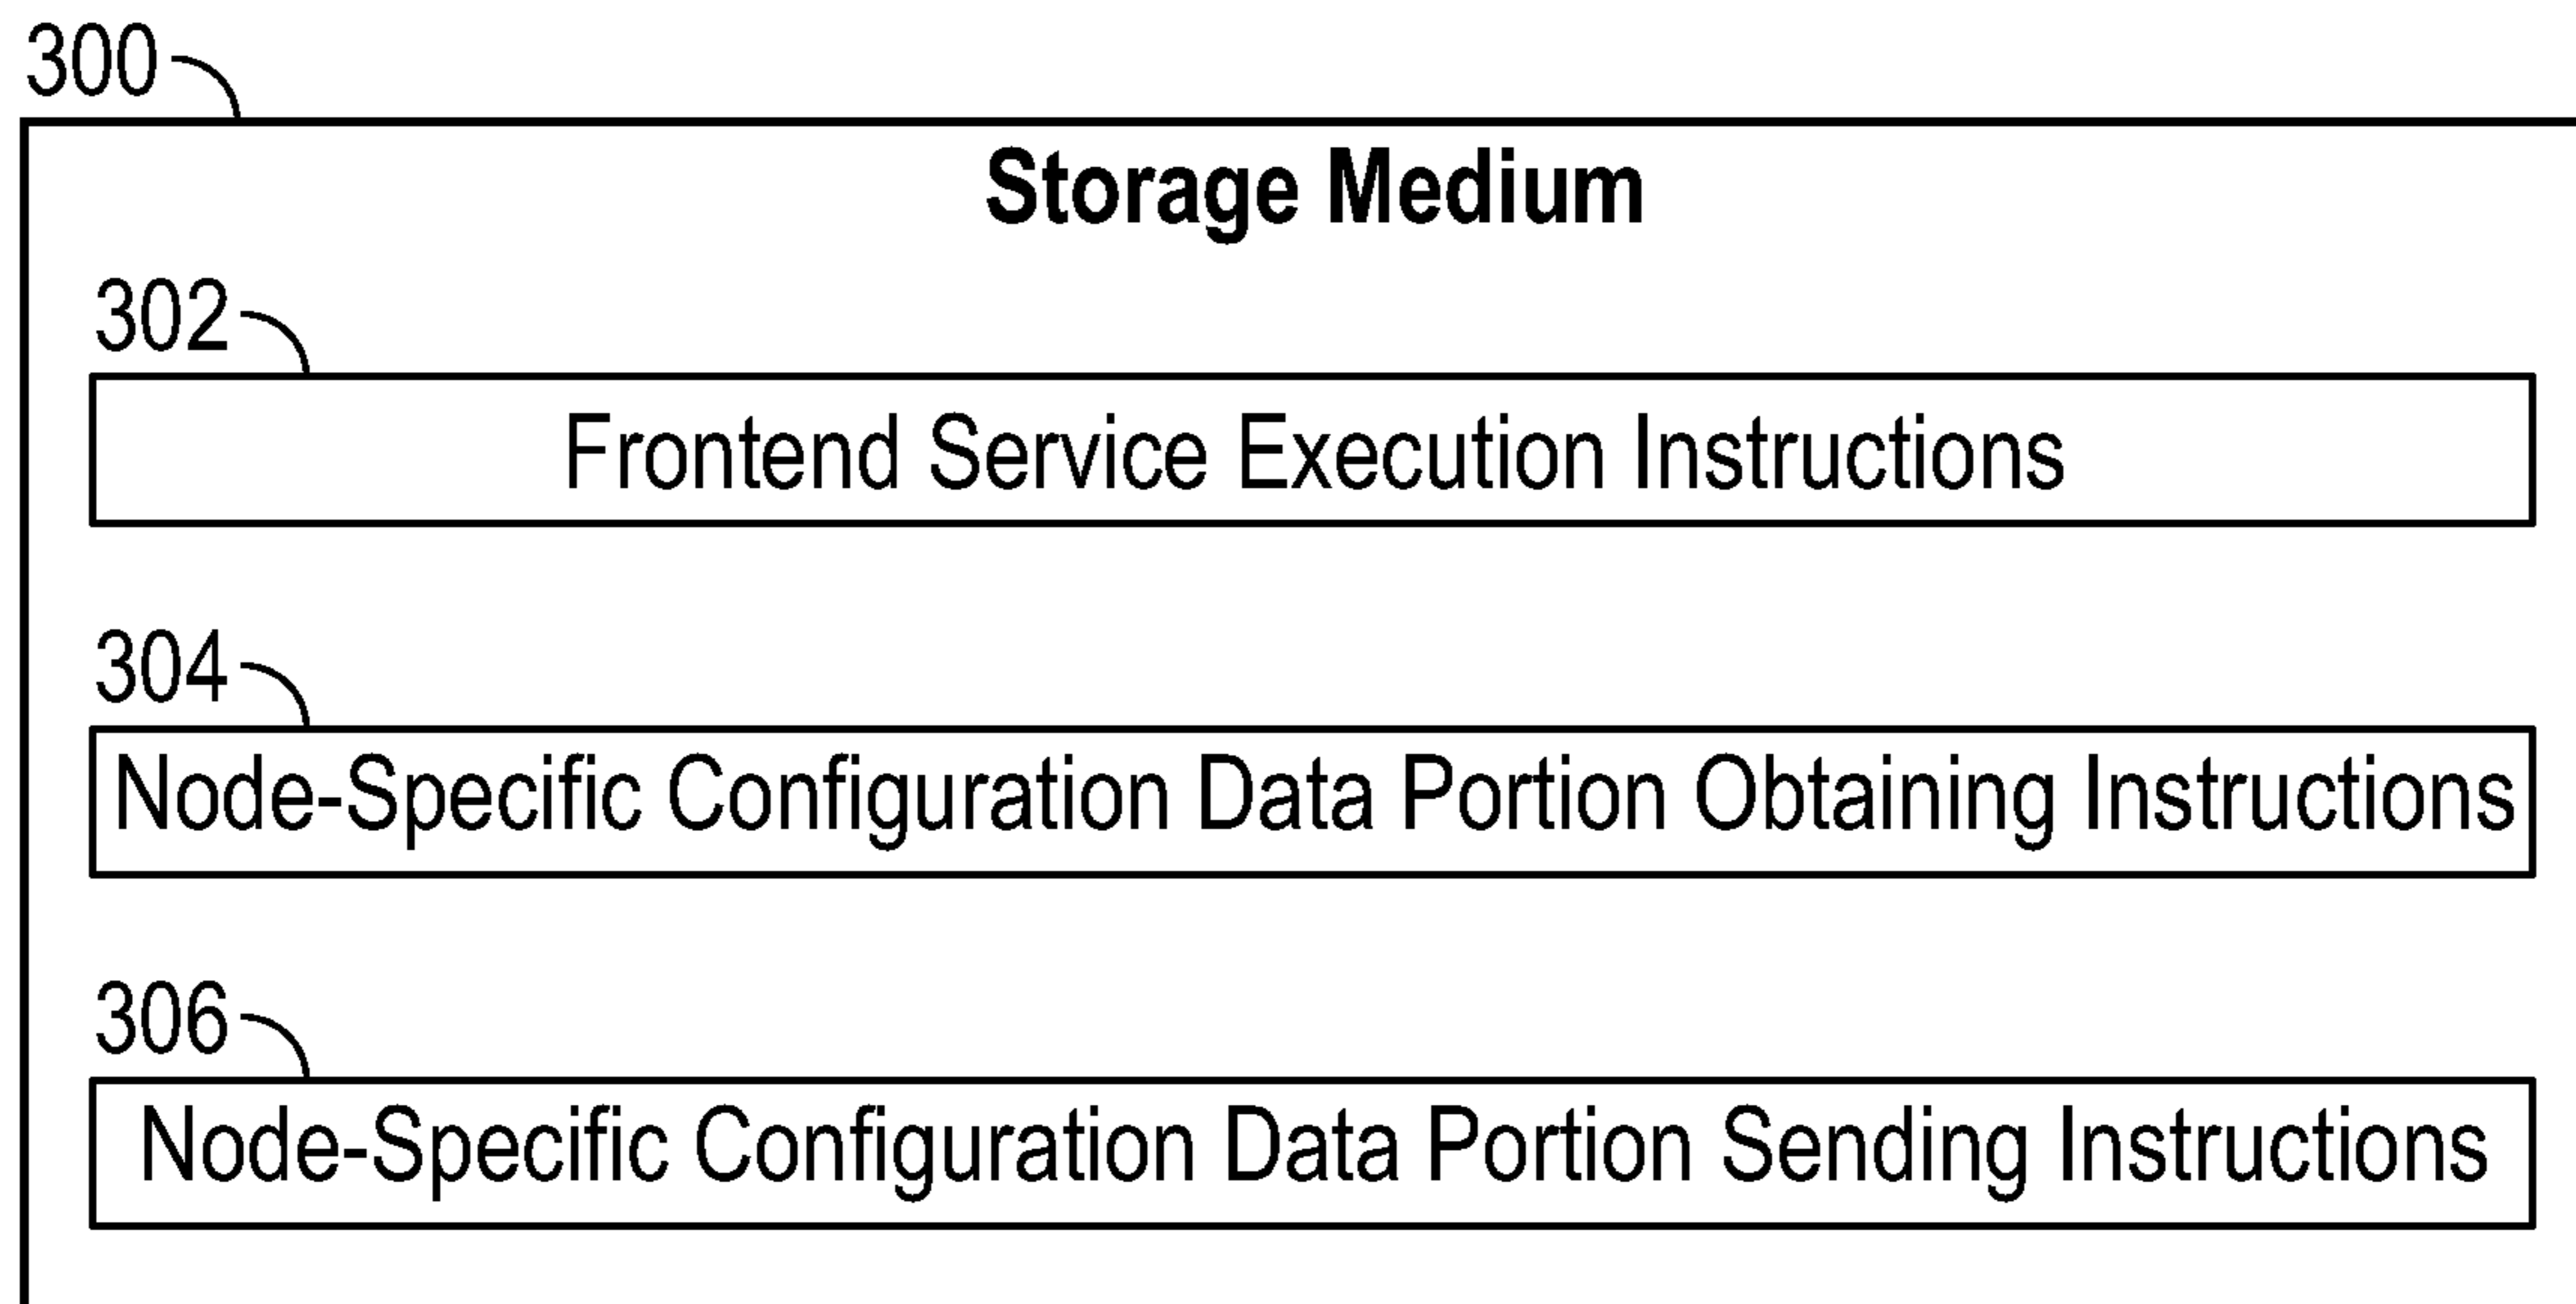 300
Storage Medium
302
Frontend Service Execution Instructions
304
Node-Specific Configuration Data Portion Obtaining Instructions
306
Node-Specific Configuration Data Portion Sending Instructions